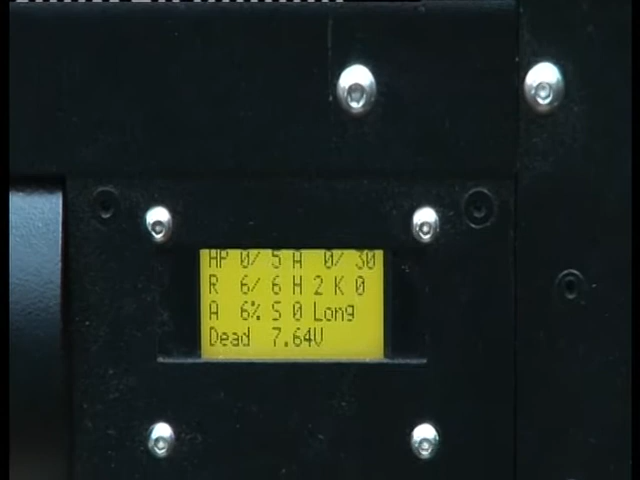 HP 0/ 5 A 0/ 30
R 6/ 6 H 2 K 0
A 6% S 0 Long
Dead 7.64V